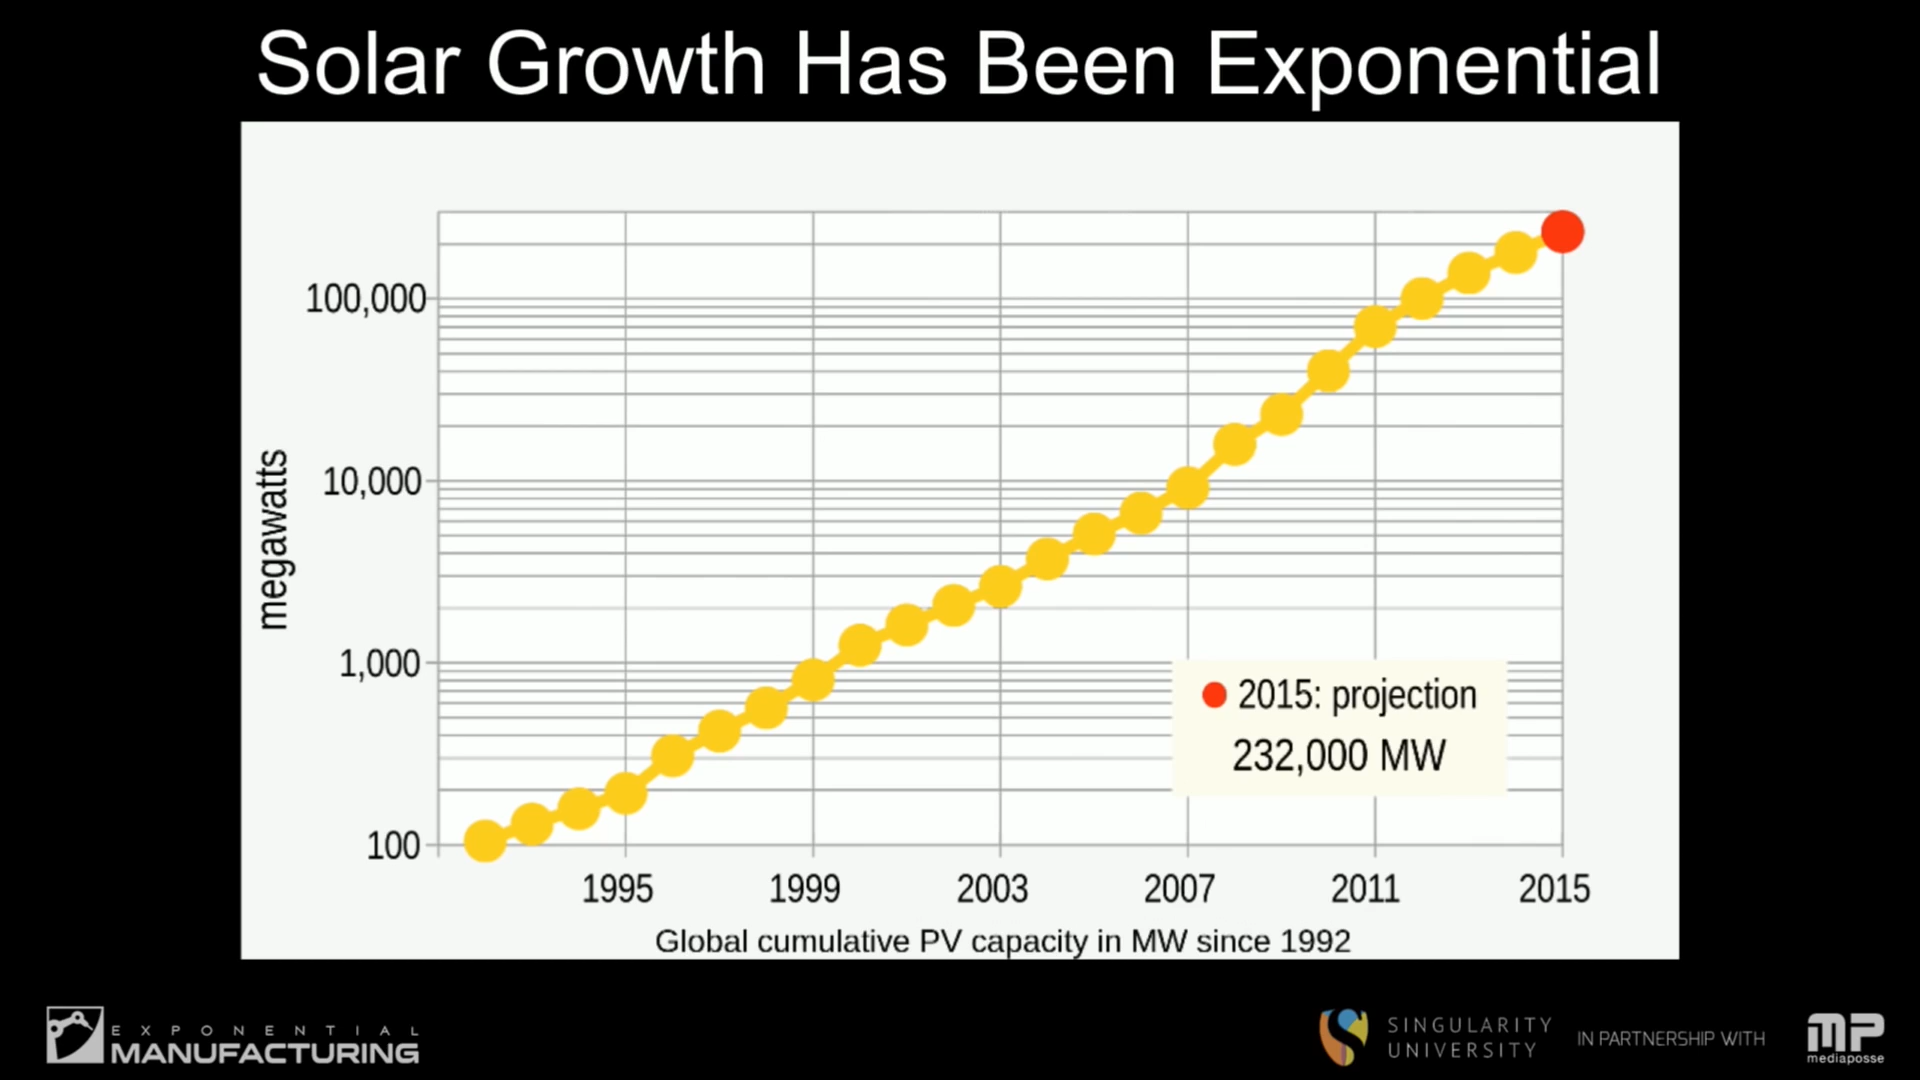 Solar Growth Has Been Exponential
100,000
10,000
1,000
100
megawatts
2015: projection
232,000 MW
1995 1999 2003 2007 2011 2015
Global cumulative PV capacity in MW since 1992
EXPONENTIAL
MANUFACTURING
SINGULARITY
UNIVERSITY
IN PARTNERSHIP WITH
MP
mediaposse